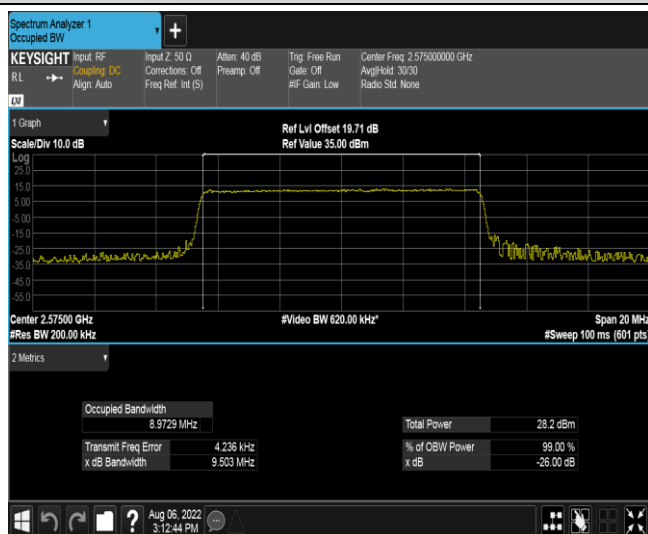 Spectrum Analyzer 1
Occupied BW
+
KEYSIGHT
R L
LXI
Input: RF
Coupling: DC
Align: Auto
Input Z: 50 Ω
Corrections: Off
Freq Ref: Int (S)
Atten: 40 dB
Preamp: Off
Trig: Free Run
Gate: Off
#IF Gain: Low
Center Freq: 2.575000000 GHz
Avg|Hold: 30/30
Radio Std: None
1 Graph
Scale/Div 10.0 dB
Ref Lvl Offset 19.71 dB
Ref Value 35.00 dBm
Log
25.0
15.0
5.00
-5.00
-15.0
-25.0
-35.0
-45.0
-55.0
Center 2.57500 GHz
#Res BW 200.00 kHz
#Video BW 620.00 kHz*
Span 20 MHz
#Sweep 100 ms (601 pts)
2 Metrics
Occupied Bandwidth
8.9729 MHz
Transmit Freq Error 4.236 kHz
x dB Bandwidth 9.503 MHz
Total Power 28.2 dBm
% of OBW Power 99.00 %
x dB -26.00 dB
?
Aug 06, 2022
3:12:44 PM